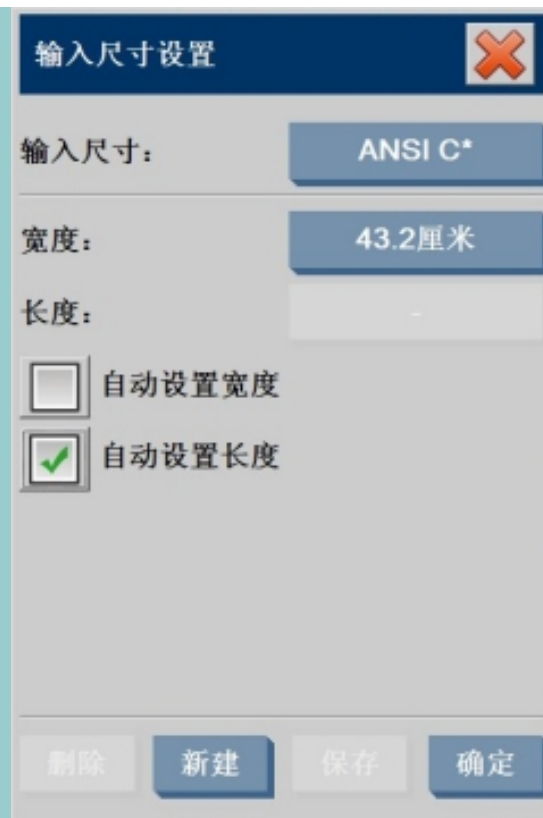 输入尺寸设置
输入尺寸： ANSI C*
宽度： 43.2厘米
长度： -
自动设置宽度
自动设置长度
删除 新建 保存 确定